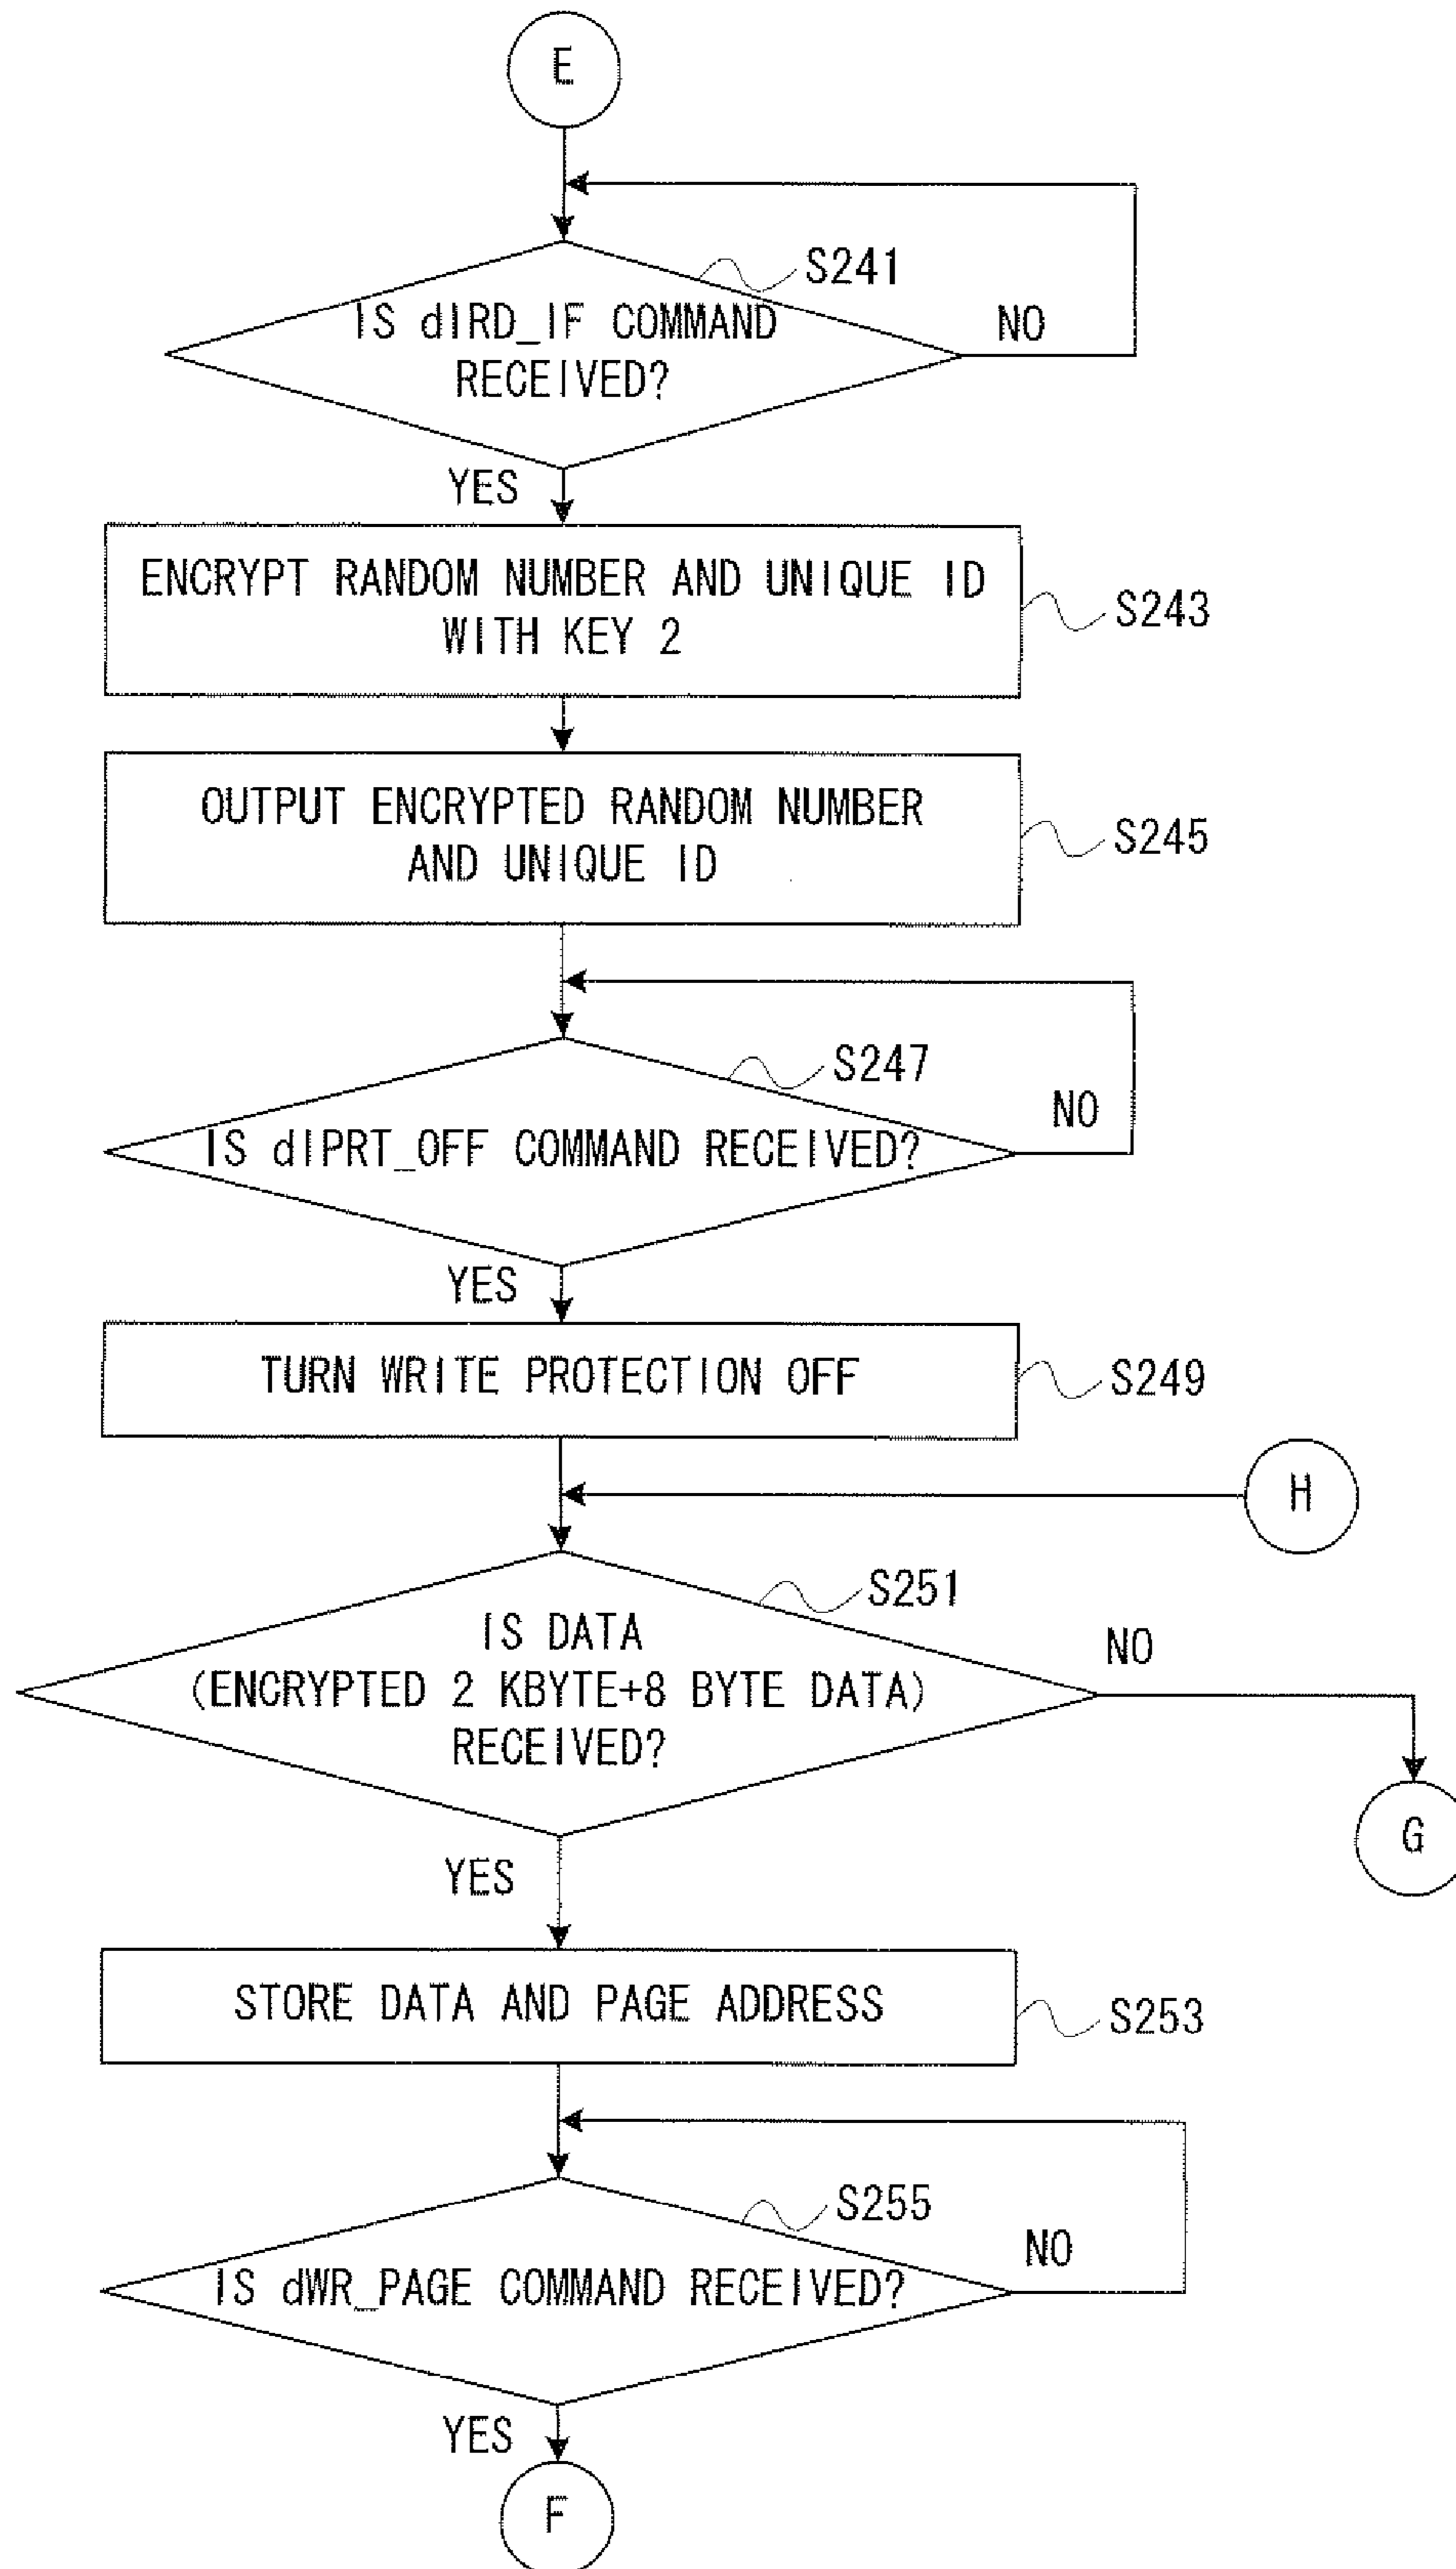 E
S241
IS dIRD_IF COMMAND
RECEIVED?
NO
YES
ENCRYPT RANDOM NUMBER AND UNIQUE ID
WITH KEY 2
S243
OUTPUT ENCRYPTED RANDOM NUMBER
AND UNIQUE ID
S245
S247
IS dIPRT_OFF COMMAND RECEIVED?
NO
YES
TURN WRITE PROTECTION OFF
S249
H
S251
IS DATA
(ENCRYPTED 2 KBYTE+8 BYTE DATA)
RECEIVED?
NO
G
YES
STORE DATA AND PAGE ADDRESS
S253
S255
IS dWR_PAGE COMMAND RECEIVED?
NO
YES
F